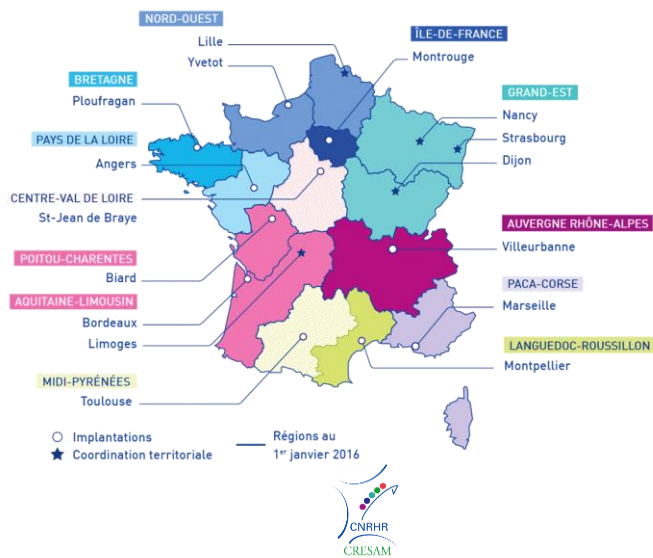 NORD-OUEST
Lille
Yvetot
ÎLE-DE-FRANCE
Montrouge
BRETAGNE
Ploufragan
GRAND-EST
Nancy
Strasbourg
Dijon
PAYS DE LA LOIRE
Angers
CENTRE-VAL DE LOIRE
St-Jean de Braye
AUVERGNE RHÔNE-ALPES
Villeurbanne
POITOU-CHARENTES
Biard
PACA-CORSE
Marseille
AQUITAINE-LIMOUSIN
Bordeaux
Limoges
LANGUEDOC-ROUSSILLON
Montpellier
MIDI-PYRÉNÉES
Toulouse
Implantations
Coordination territoriale
Régions au
1er janvier 2016
CNRHR
CRESAM